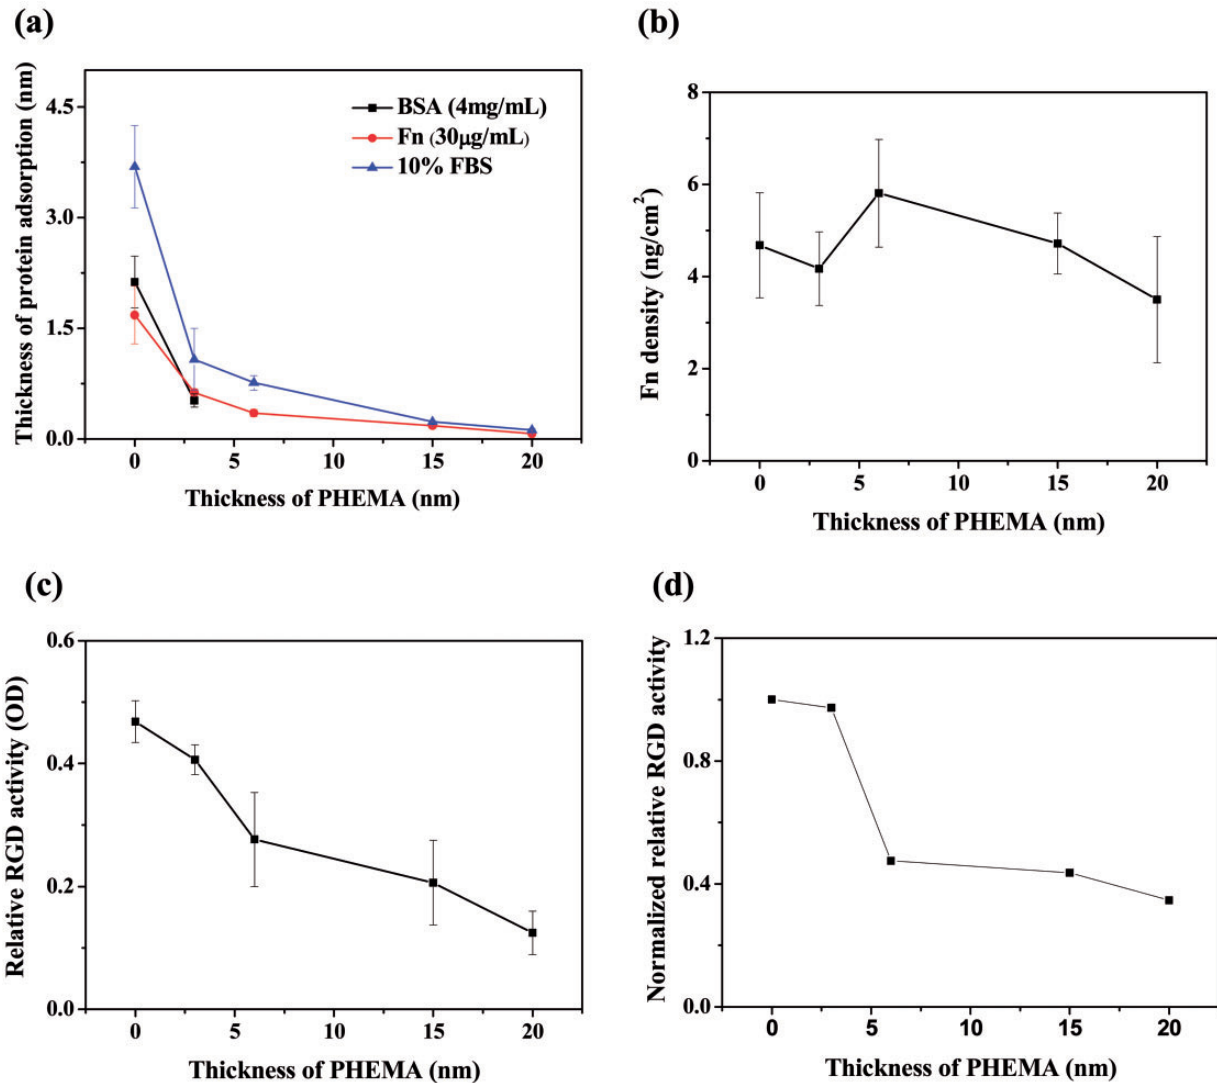 (a)
Thickness of protein adsorption (nm)
4.5
3.0
1.5
0.0
BSA (4mg/mL)
Fn (30μg/mL)
10% FBS
0 5 10 15 20
Thickness of PHEMA (nm)
(b)
Fn density (ng/cm²)
8
6
4
2
0
0 5 10 15 20
Thickness of PHEMA (nm)
(c)
Relative RGD activity (OD)
0.6
0.4
0.2
0.0
0 5 10 15 20
Thickness of PHEMA (nm)
(d)
Normalized relative RGD activity
1.2
0.8
0.4
0.0
0 5 10 15 20
Thickness of PHEMA (nm)